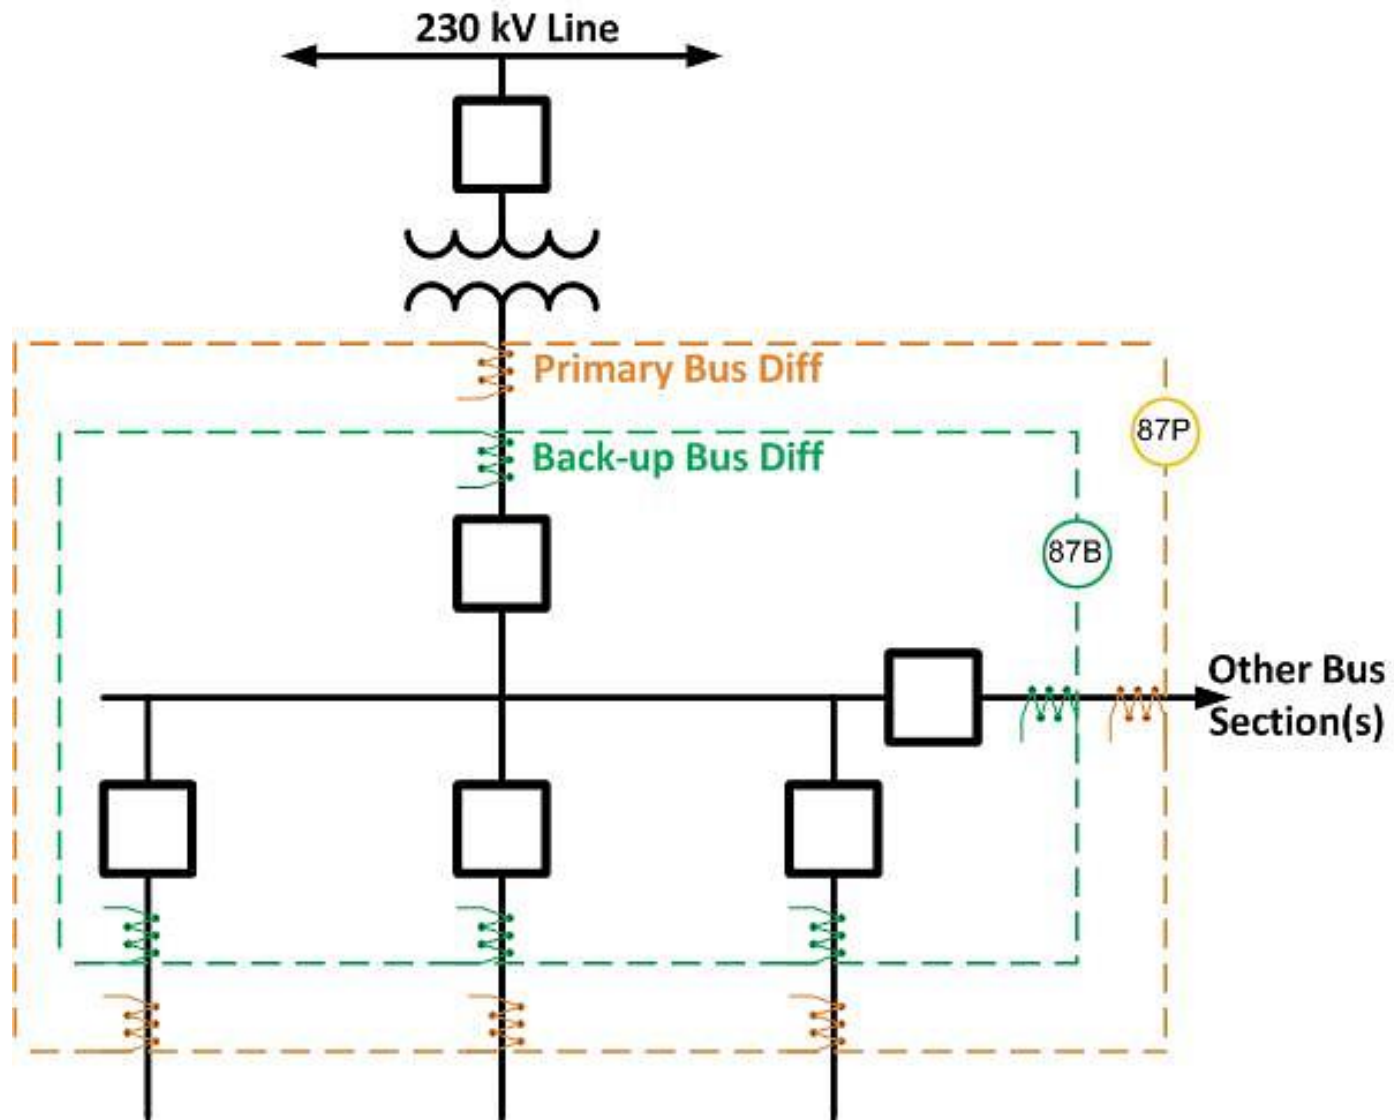 230 kV Line
Primary Bus Diff
87P
Back-up Bus Diff
87B
Other Bus
Section(s)